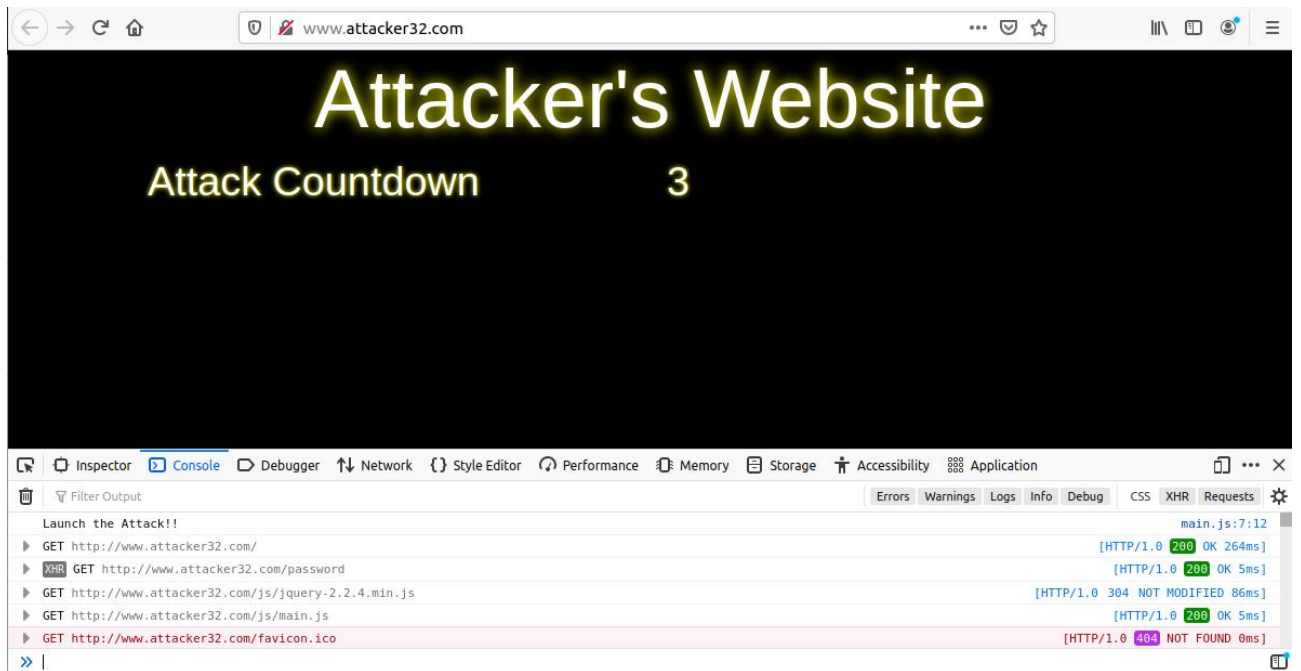 www.attacker32.com
Attacker's Website
Attack Countdown 3
Inspector Console Debugger Network {} Style Editor Performance Memory Storage Accessibility Application
Filter Output Errors Warnings Logs Info Debug CSS XHR Requests
Launch the Attack!! main.js:7:12
GET http://www.attacker32.com/ [HTTP/1.0 200 OK 264ms]
XHR GET http://www.attacker32.com/password [HTTP/1.0 200 OK 5ms]
GET http://www.attacker32.com/js/jquery-2.2.4.min.js [HTTP/1.0 304 NOT MODIFIED 86ms]
GET http://www.attacker32.com/js/main.js [HTTP/1.0 200 OK 5ms]
GET http://www.attacker32.com/favicon.ico [HTTP/1.0 404 NOT FOUND 0ms]